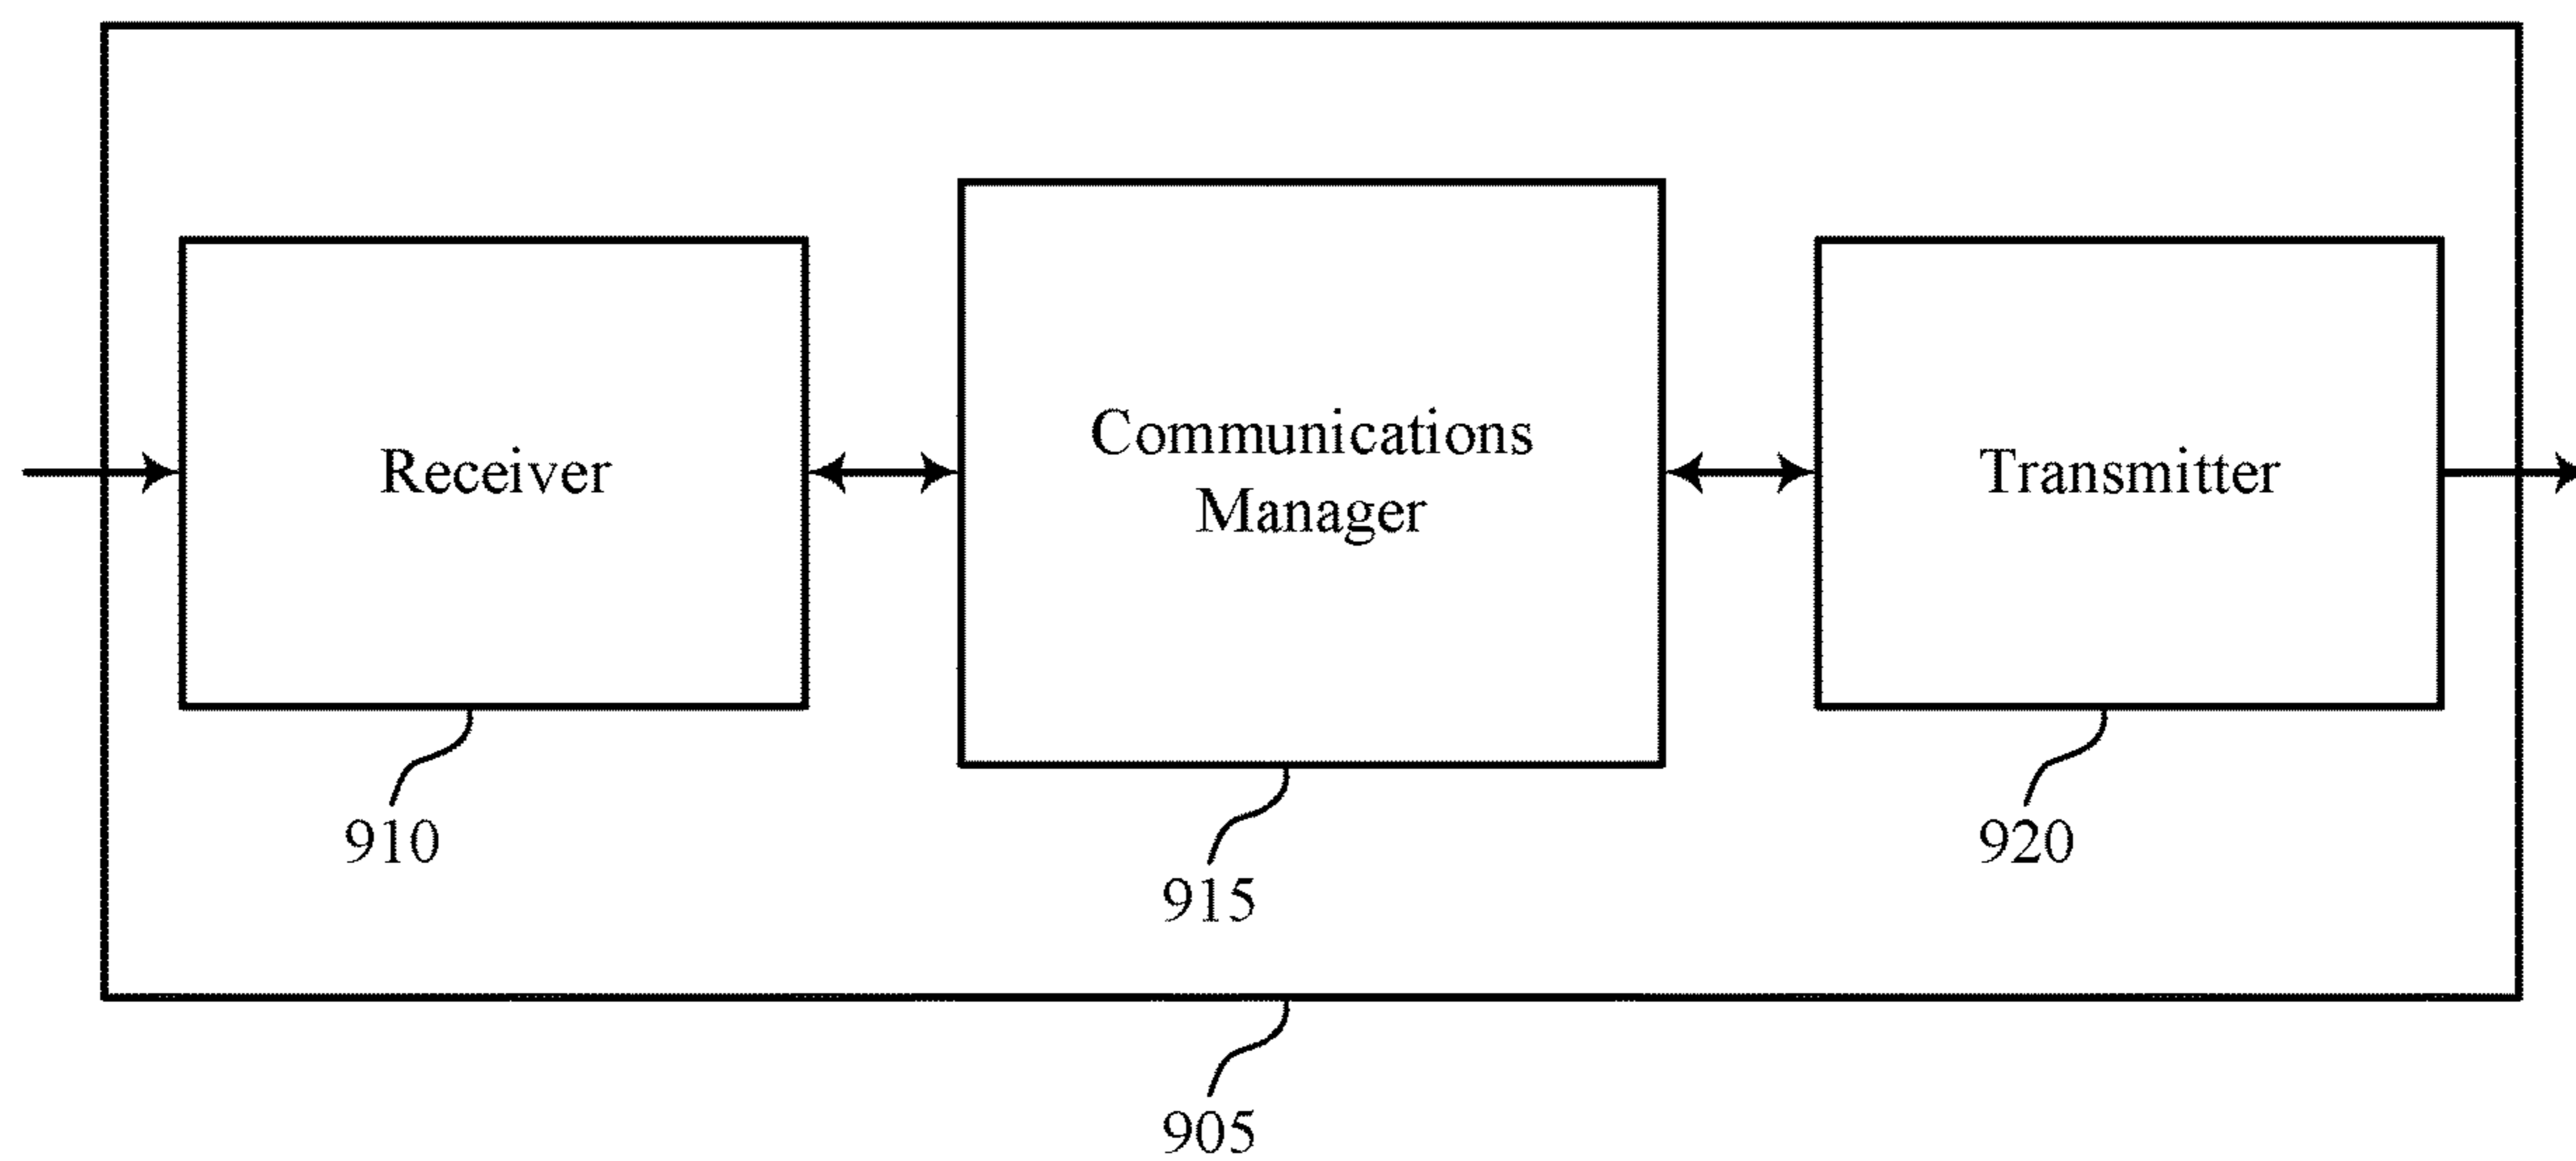 Receiver
Communications
Manager
Transmitter
910
915
920
905